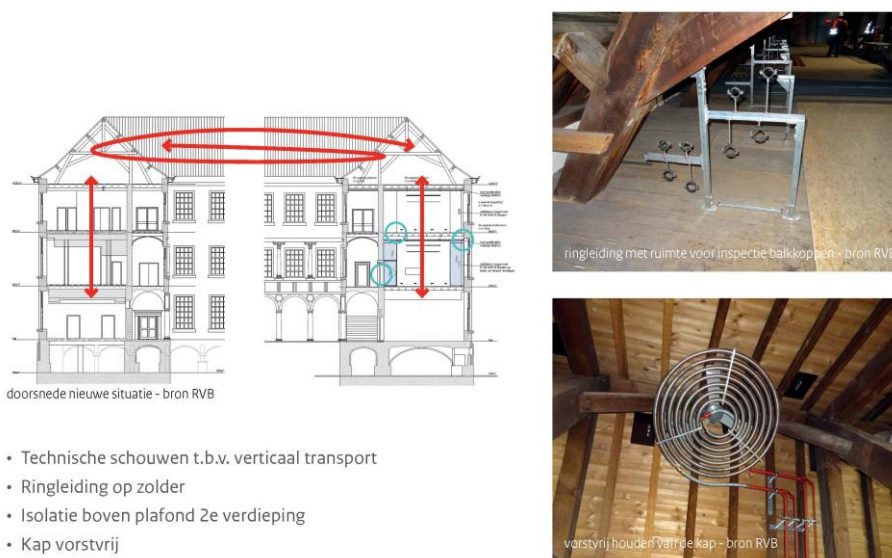 doorsnede nieuwe situatie - bron RVB
• Technische schouwen t.b.v. verticaal transport
• Ringleiding op zolder
• Isolatie boven plafond 2e verdieping
• Kap vorstvrij
ringleiding met ruimte voor inspectie balkkoppen - bron RVB
vorstvrij houden van de kap - bron RVB